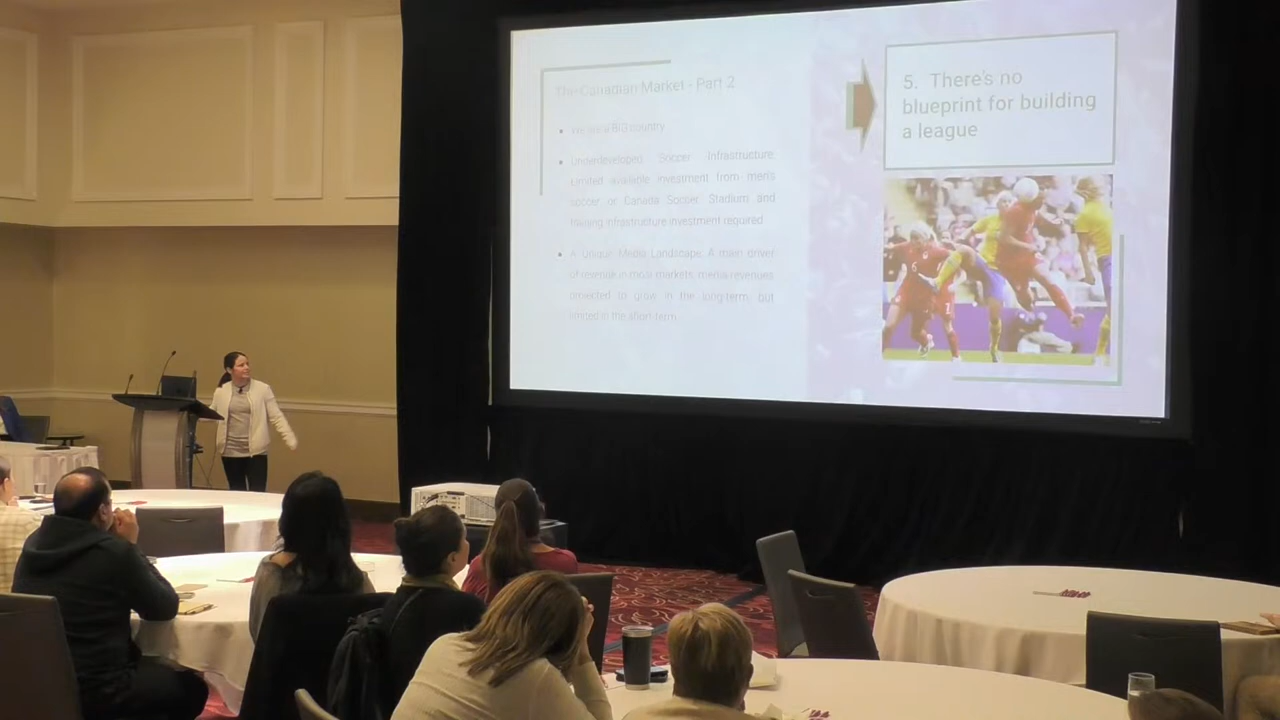 The Canadian Market - Part 2
We are a BIG country
Underdeveloped Soccer Infrastructure.
Limited available investment from men's
soccer or Canada Soccer. Stadium and
training infrastructure investment required
A Unique Media Landscape: A main driver
of revenue in most markets, media revenues
projected to grow in the long-term, but
limited in the short-term.
5. There's no
blueprint for building
a league